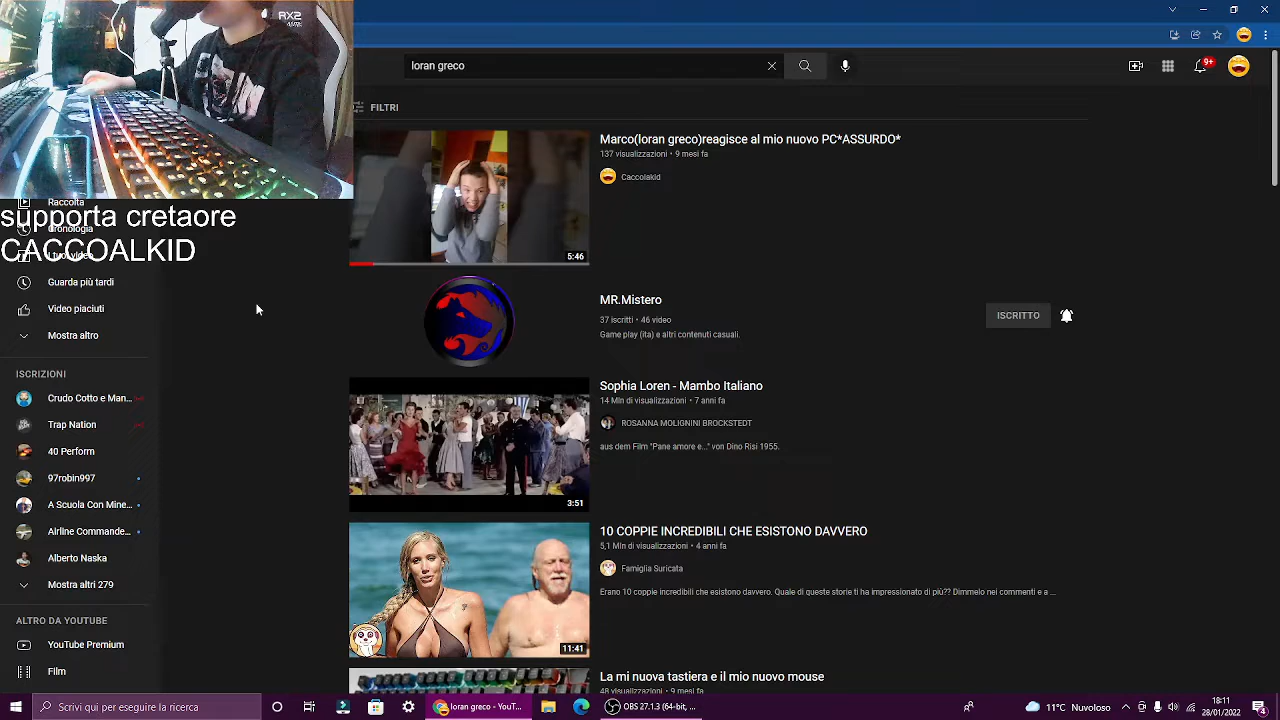 RX2
loran greco
9+
FILTRI
Raccolta
supporta cretaore
Cronologia
CACCOALKID
Guarda più tardi
Video piaciuti
Mostra altro
ISCRIZIONI
Crudo Cotto e Man...
Trap Nation
40 Perform
97robin997
A Scuola Con Mine...
Airline Commande...
Alberto Naska
Mostra altri 279
ALTRO DA YOUTUBE
YouTube Premium
Film
Marco(loran greco)reagisce al mio nuovo PC*ASSURDO*
137 visualizzazioni • 9 mesi fa
Caccolakid
5:46
MR.Mistero
37 iscritti • 46 video
Game play (ita) e altri contenuti casuali.
ISCRITTO
Sophia Loren - Mambo Italiano
14 Mln di visualizzazioni • 7 anni fa
ROSANNA MOLIGNINI BROCKSTEDT
aus dem Film "Pane amore e..." von Dino Risi 1955.
3:51
10 COPPIE INCREDIBILI CHE ESISTONO DAVVERO
5,1 Mln di visualizzazioni • 4 anni fa
Famiglia Suricata
Erano 10 coppie incredibili che esistono davvero. Quale di queste storie ti ha impressionato di più?? Dimmelo nei commenti e a ...
11:41
La mi nuova tastiera e il mio nuovo mouse
48 visualizzazioni • 9 mesi fa
Scrivi qui per eseguire la ricerca
loran greco - YouT...
OBS 27.1.3 (64-bit, ...
11°C Nuvoloso
18:11
28/01/2022